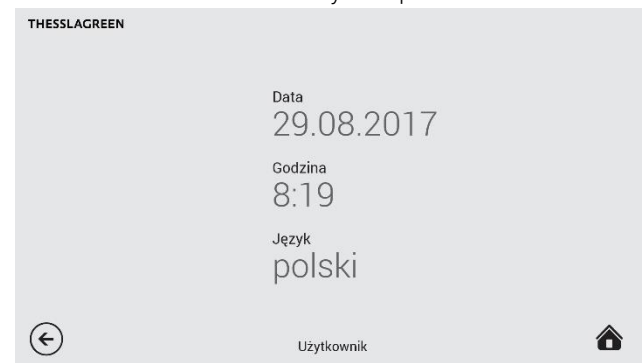 THESSLAGREEN
Data
29.08.2017
Godzina
8:19
Język
polski
Użytkownik